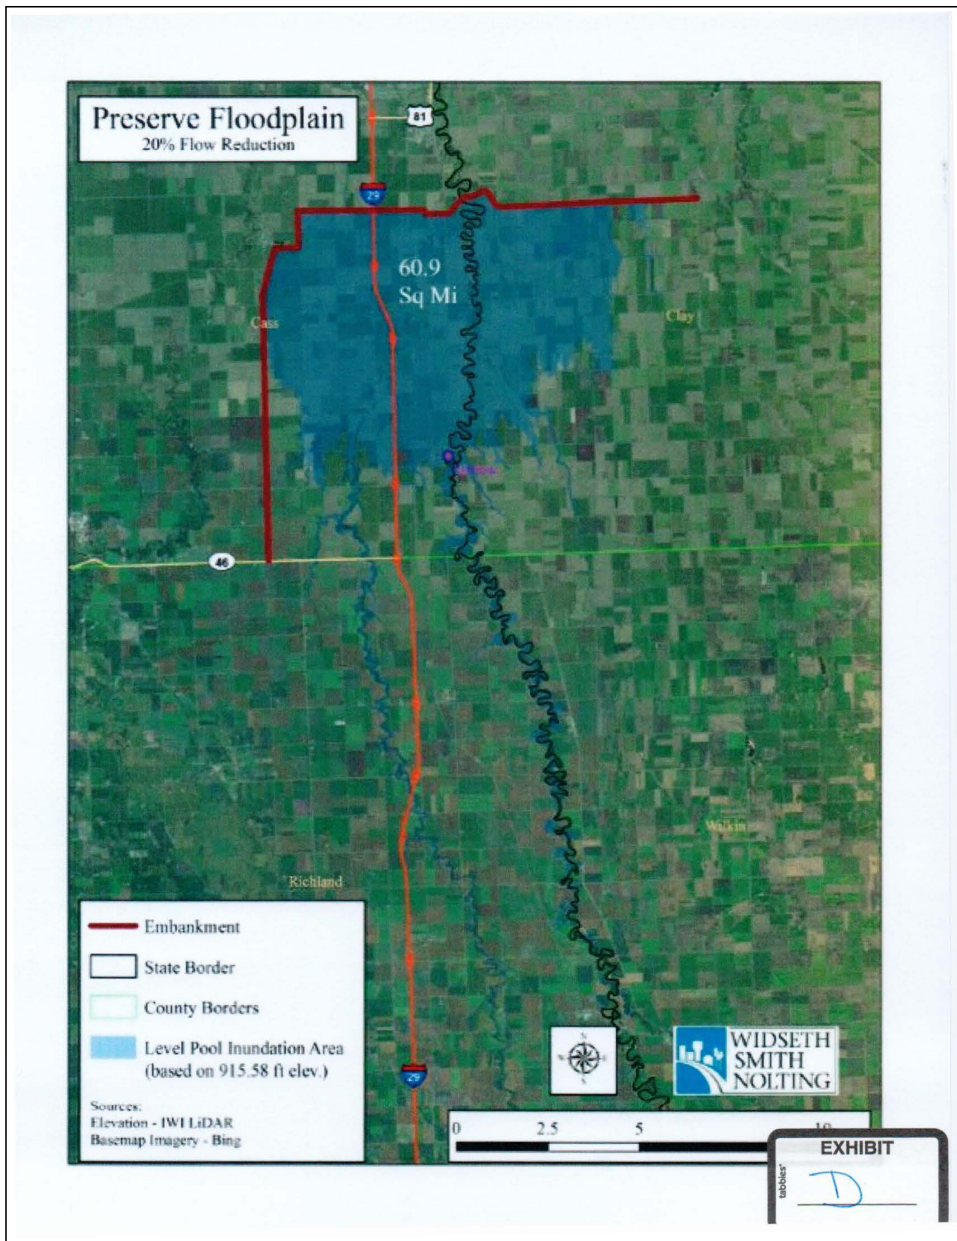 Preserve Floodplain
20% Flow Reduction
81
29
60.9
Sq Mi
Cass
Clay
46
Wilkin
Richland
Embankment
State Border
County Borders
Level Pool Inundation Area
(based on 915.58 ft elev.)
29
Sources:
Elevation - IWI LiDAR
Basemap Imagery - Bing
N
E
S
W
WIDSETH
SMITH
NOLTING
0 2.5 5 10
EXHIBIT
tabbies'
D